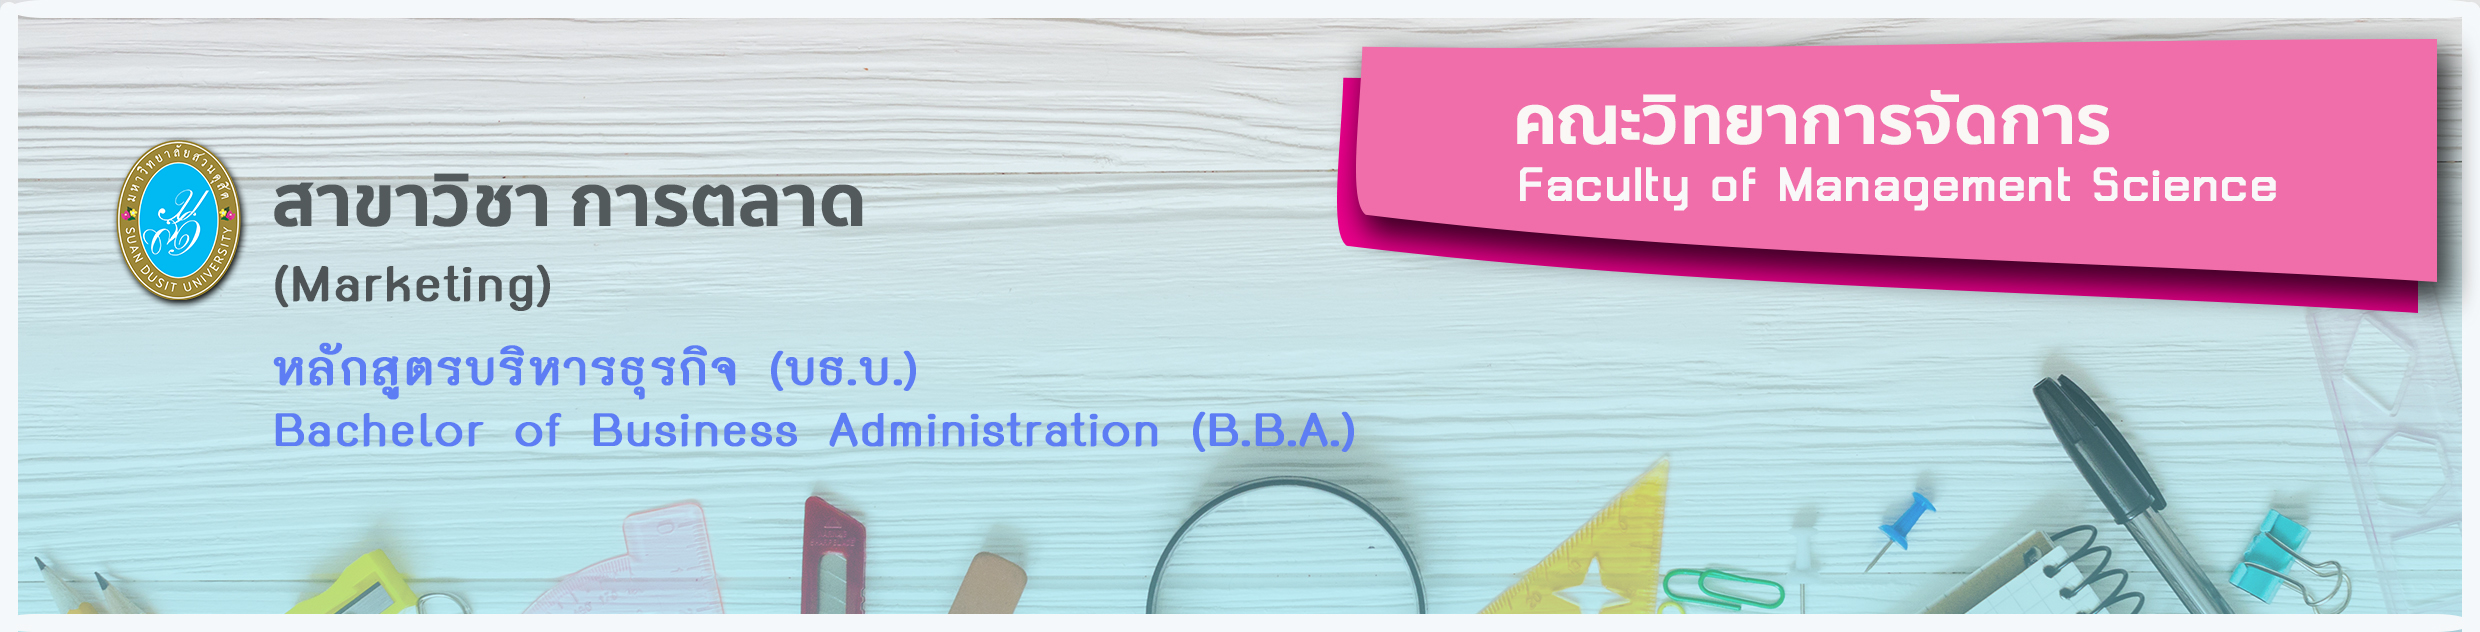 มหาวิทยาลัยสวนดุสิต
SUAN DUSIT UNIVERSITY
สาขาวิชา การตลาด
(Marketing)
หลักสูตรบริหารธุรกิจ (บธ.บ.)
Bachelor of Business Administration (B.B.A.)
คณะวิทยาการจัดการ
Faculty of Management Science